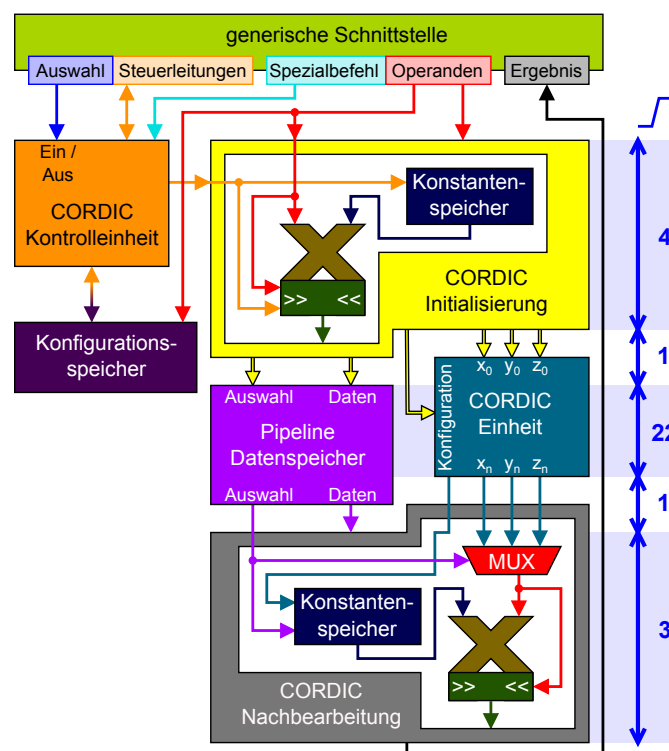 generische Schnittstelle
Auswahl
Steuerleitungen
Spezialbefehl
Operanden
Ergebnis
Ein /
Aus
CORDIC
Kontrolleinheit
Konstanten-
speicher
>> <<
CORDIC
Initialisierung
4
Konfigurations-
speicher
1
Auswahl Daten
Pipeline
Datenspeicher
Auswahl Daten
Konfiguration
x₀ y₀ z₀
CORDIC
Einheit
xₙ yₙ zₙ
22
1
MUX
Konstanten-
speicher
>> <<
CORDIC
Nachbearbeitung
3